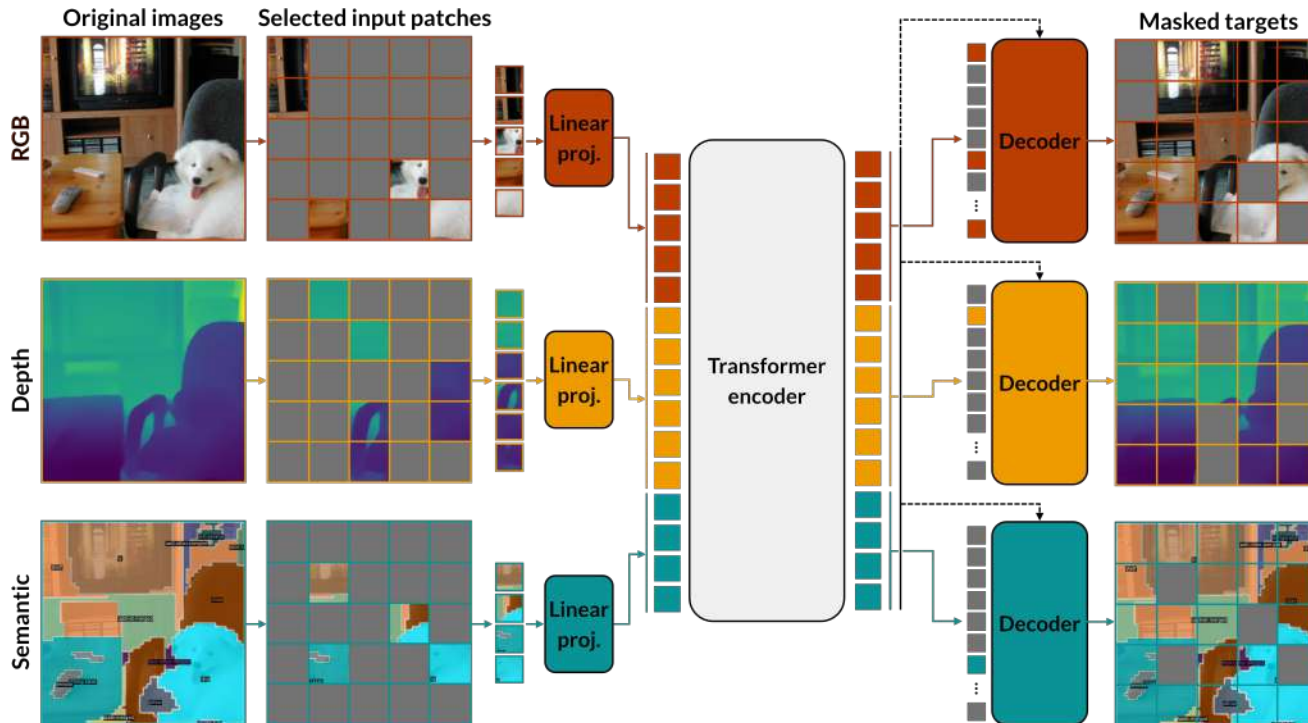 Original images
Selected input patches
Masked targets
RGB
Linear
proj.
Decoder
Depth
Linear
proj.
Transformer
encoder
Decoder
Semantic
Linear
proj.
Decoder